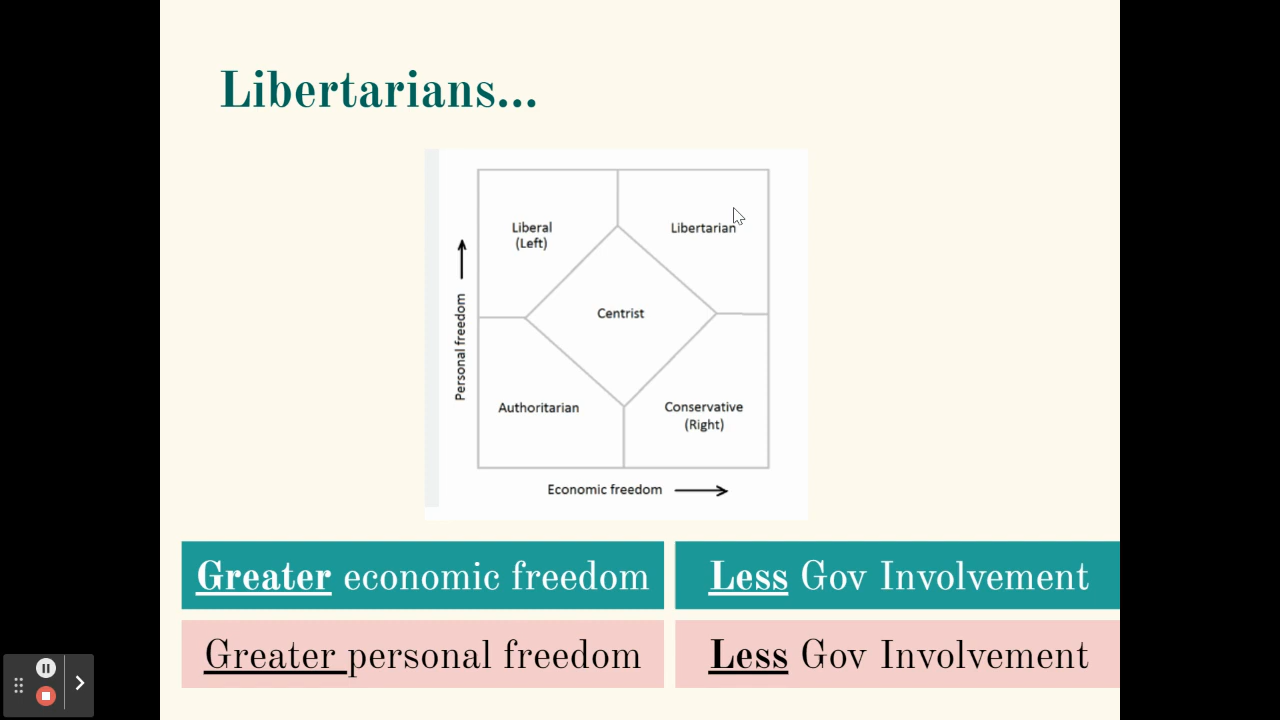 Libertarians...
Liberal
(Left)
Libertarian
Centrist
Personal freedom
Authoritarian
Conservative
(Right)
Economic freedom
Greater economic freedom
Less Gov Involvement
Greater personal freedom
Less Gov Involvement